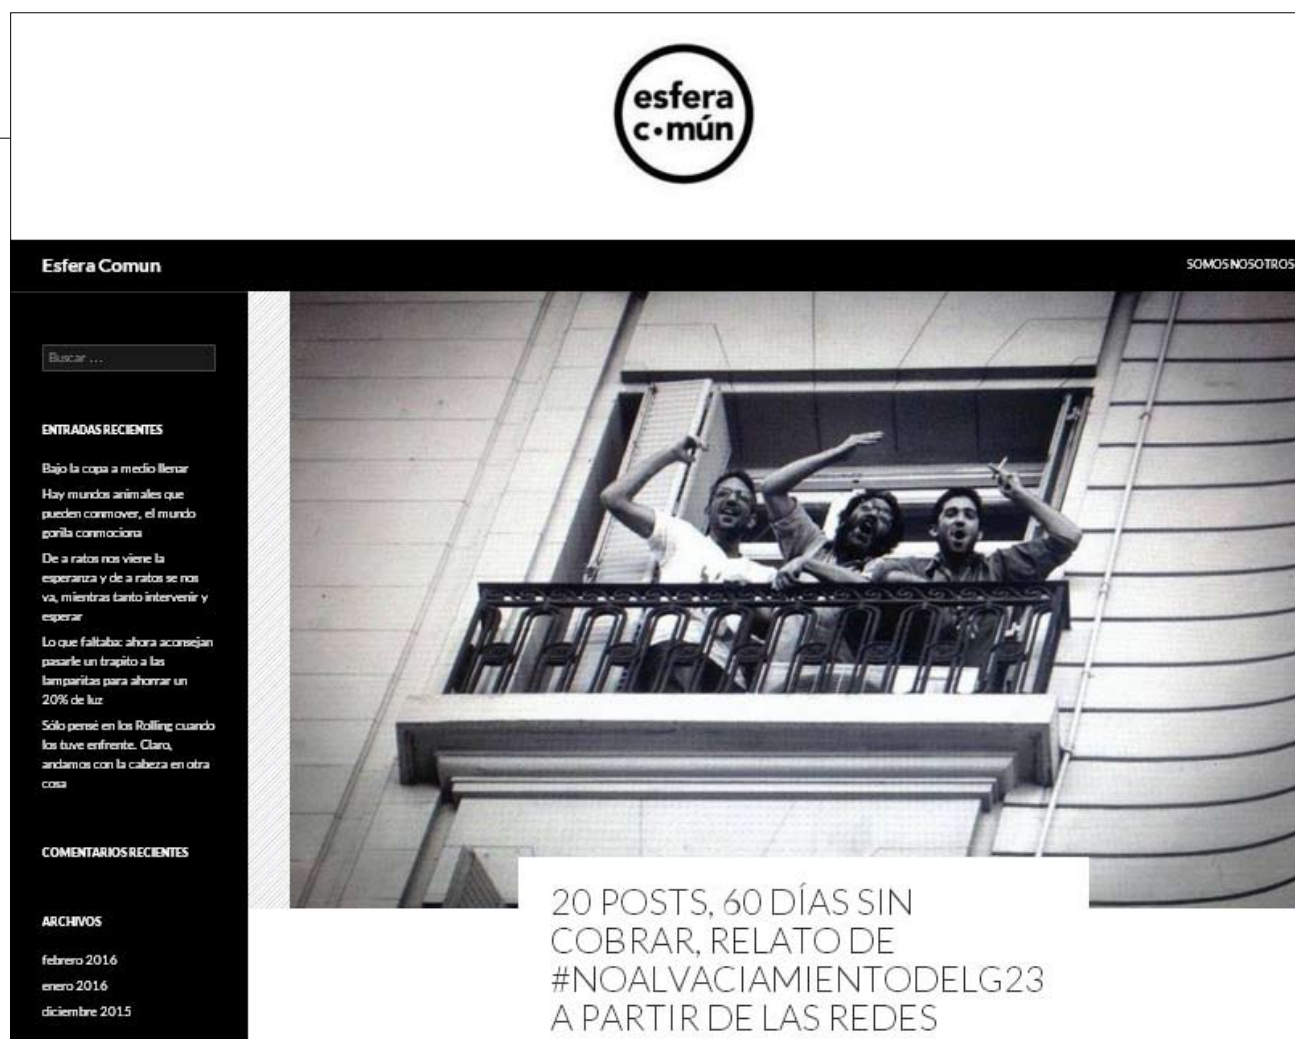 esfera
c•mún
Esfera Comun
SOMOS NOSOTROS
Buscar ...
ENTRADAS RECIENTES
Bajo la copa a medio llenar
Hay mundos animales que
pueden conmover, el mundo
gorila conmociona
De a ratos nos viene la
esperanza y de a ratos se nos
va, mientras tanto intervenir y
esperar
Lo que faltaba: ahora aconsejan
pasarle un trapito a las
lamparitas para ahorrar un
20% de luz
Sólo pensé en los Rolling cuando
los tuve enfrente. Claro,
andamos con la cabeza en otra
cosa
COMENTARIOS RECIENTES
ARCHIVOS
febrero 2016
enero 2016
diciembre 2015
20 POSTS, 60 DÍAS SIN
COBRAR, RELATO DE
#NOALVACIAMIENTODELG23
A PARTIR DE LAS REDES